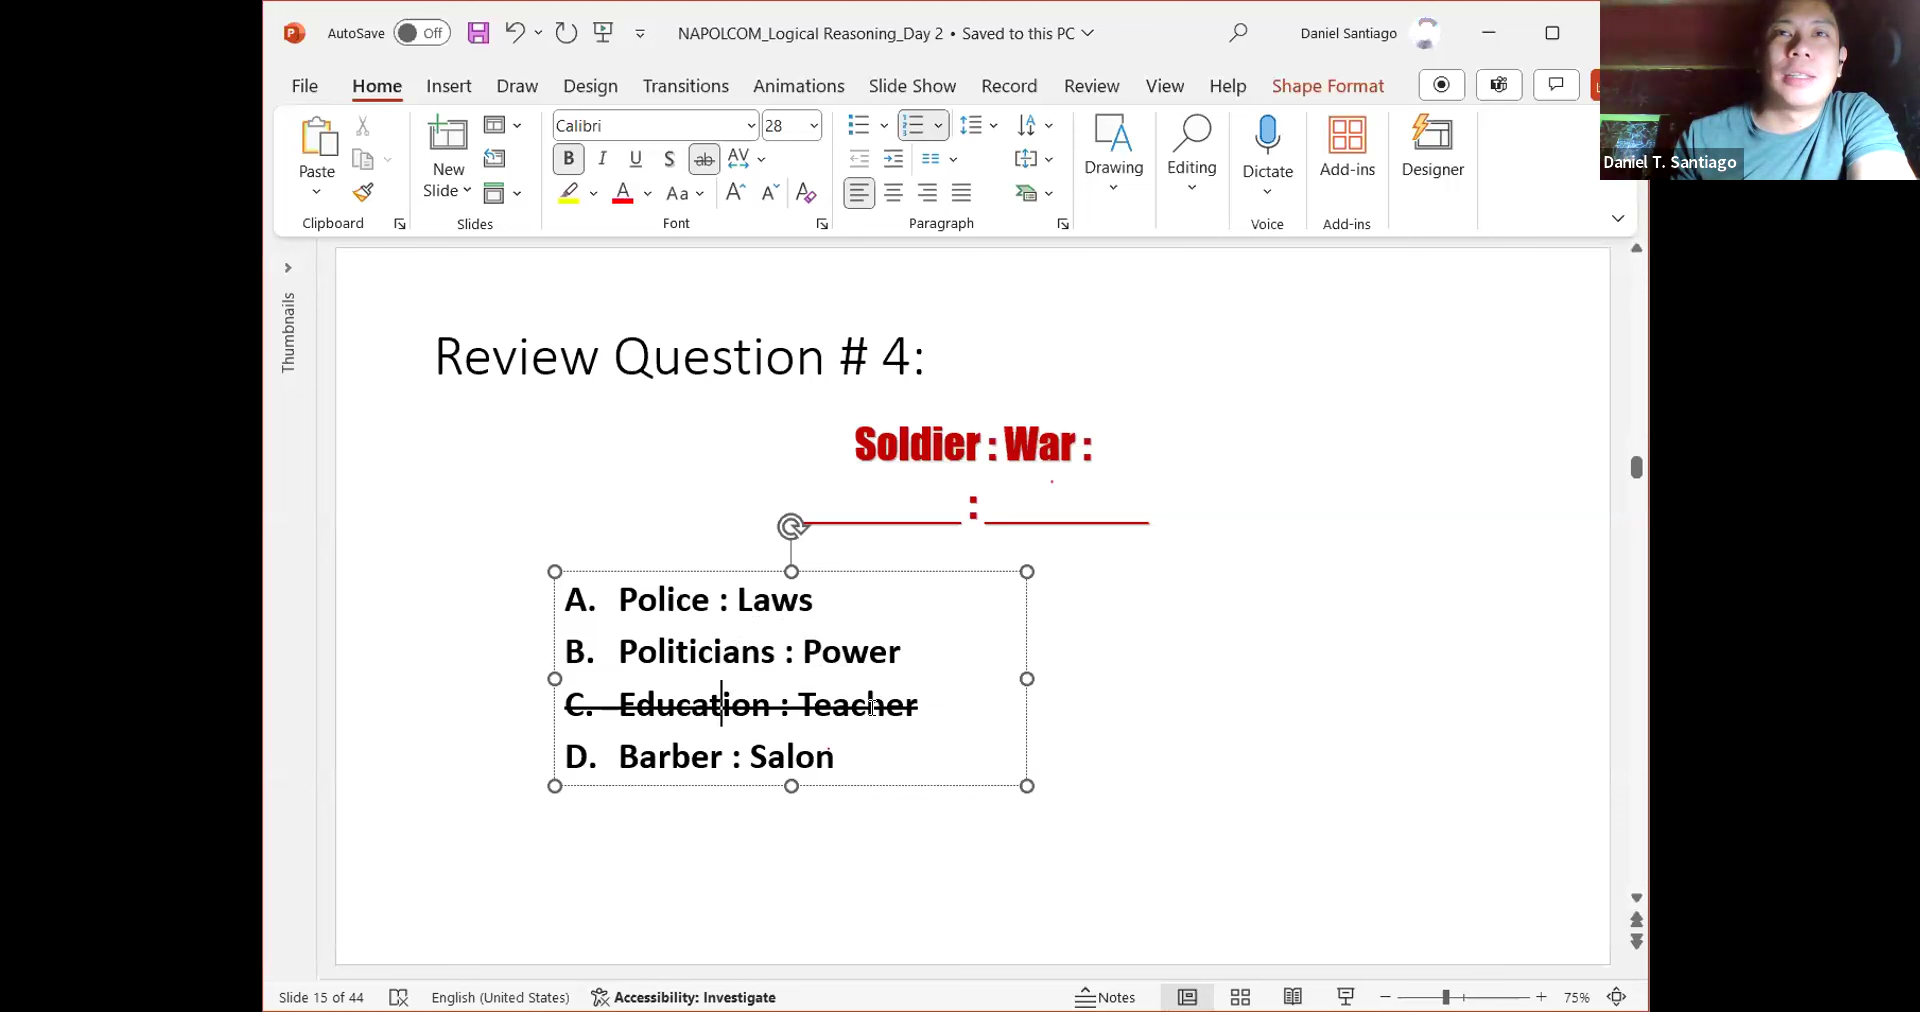 AutoSave Off NAPOLCOM_Logical Reasoning_Day 2 • Saved to this PC Daniel Santiago
File Home Insert Draw Design Transitions Animations Slide Show Record Review View Help Shape Format
Calibri 28
Paste New Slide Drawing Editing Dictate Add-ins Designer
B I U S ab AV
A Aa A A A
Clipboard Slides Font Paragraph Voice Add-ins
Daniel T. Santiago
Thumbnails
Review Question # 4:
Soldier : War :
:
A. Police : Laws
B. Politicians : Power
C. Education : Teacher
D. Barber : Salon
Slide 15 of 44 English (United States) Accessibility: Investigate Notes 75%